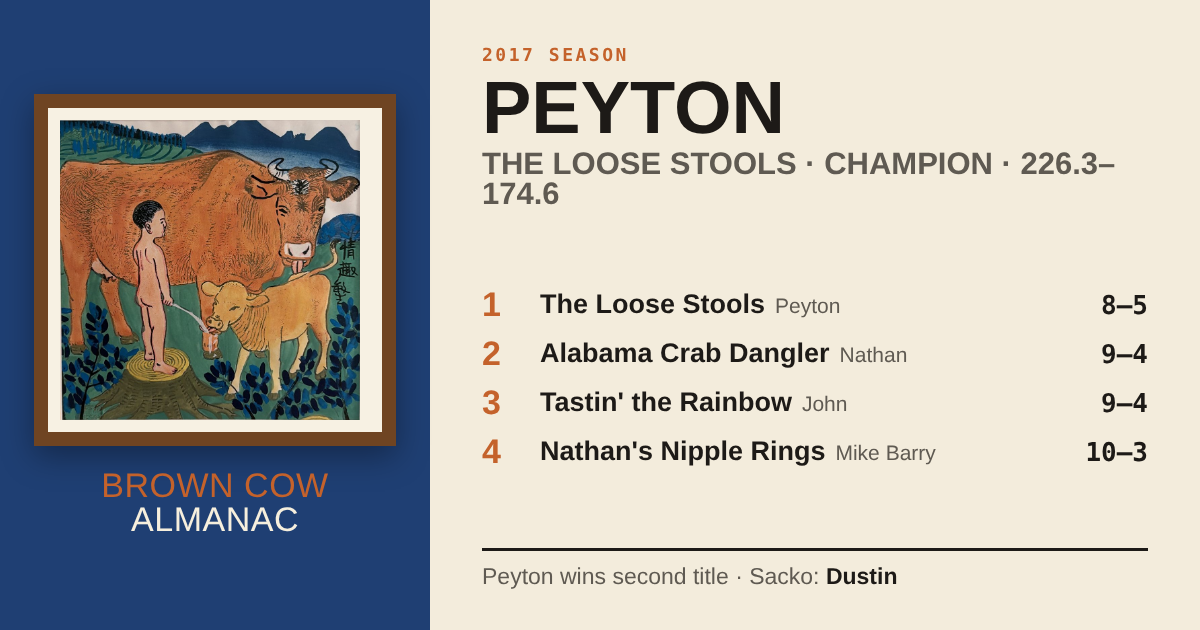 2017 SEASON
PEYTON
THE LOOSE STOOLS · CHAMPION · 226.3–
174.6
1 The Loose Stools Peyton 8–5
2 Alabama Crab Dangler Nathan 9–4
3 Tastin' the Rainbow John 9–4
4 Nathan's Nipple Rings Mike Barry 10–3
Peyton wins second title · Sacko: Dustin
情
趣
BROWN COW
ALMANAC